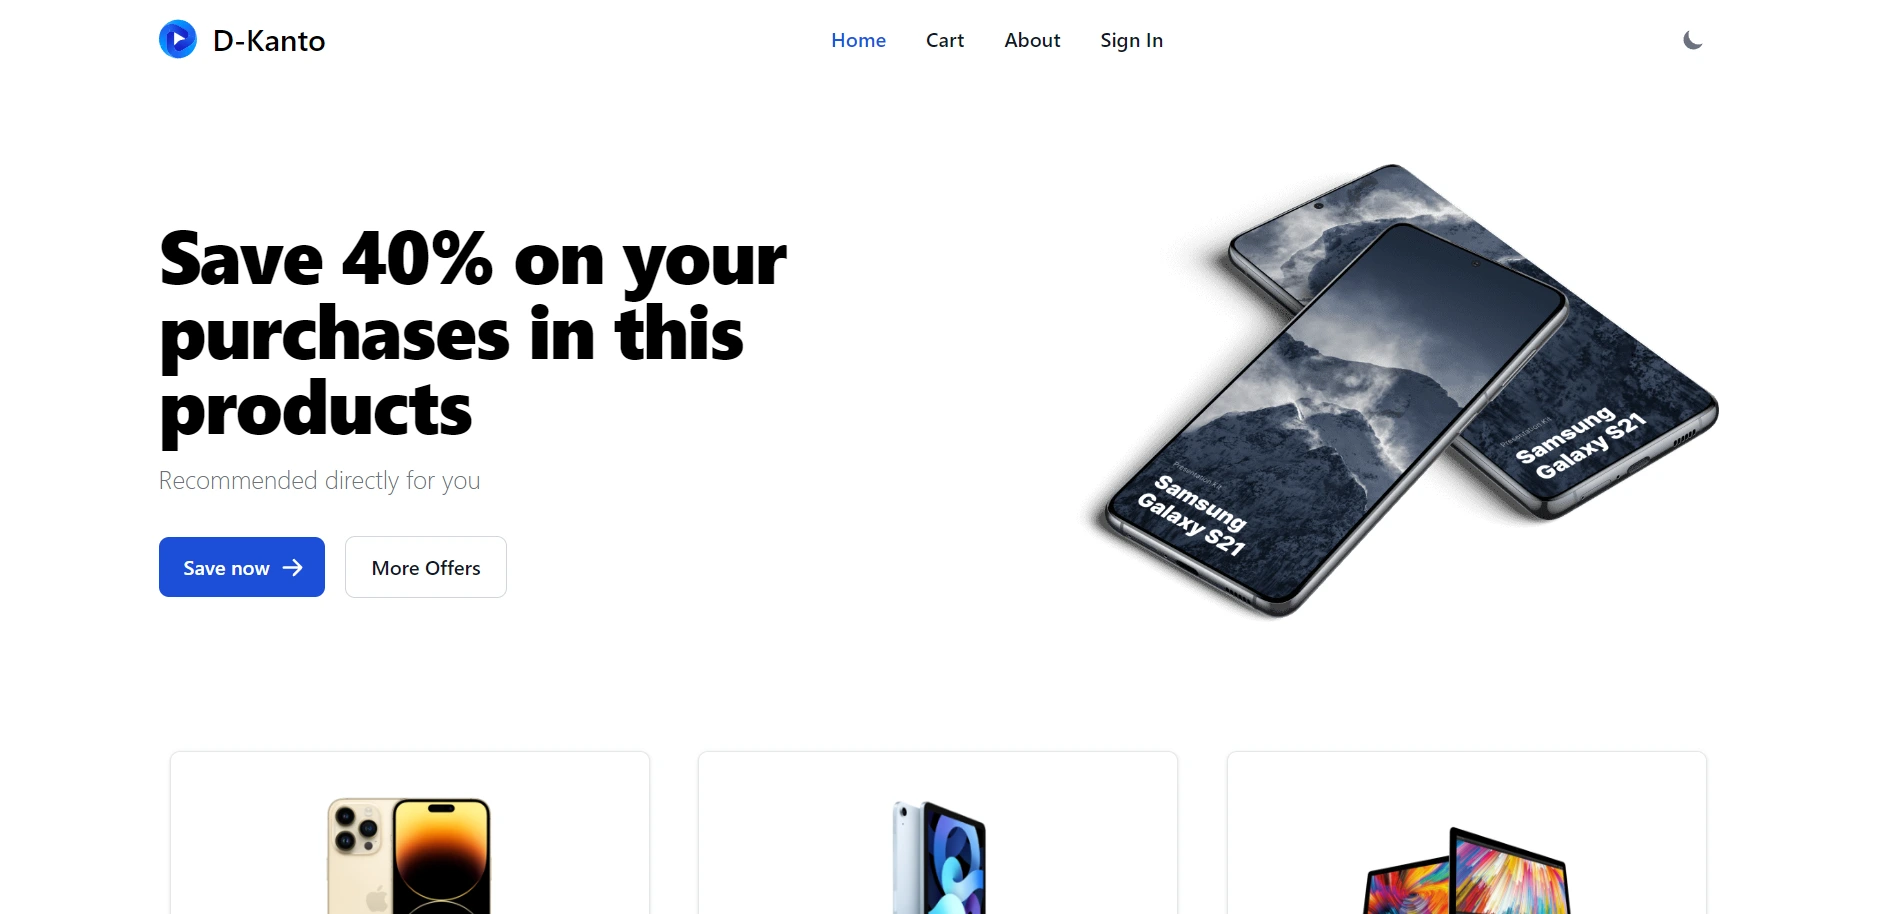 D-Kanto
Home
Cart
About
Sign In
Save 40% on your
purchases in this
products
Recommended directly for you
Save now
More Offers
Presentation Kit
Samsung
Galaxy S21
Presentation Kit
Samsung
Galaxy S21